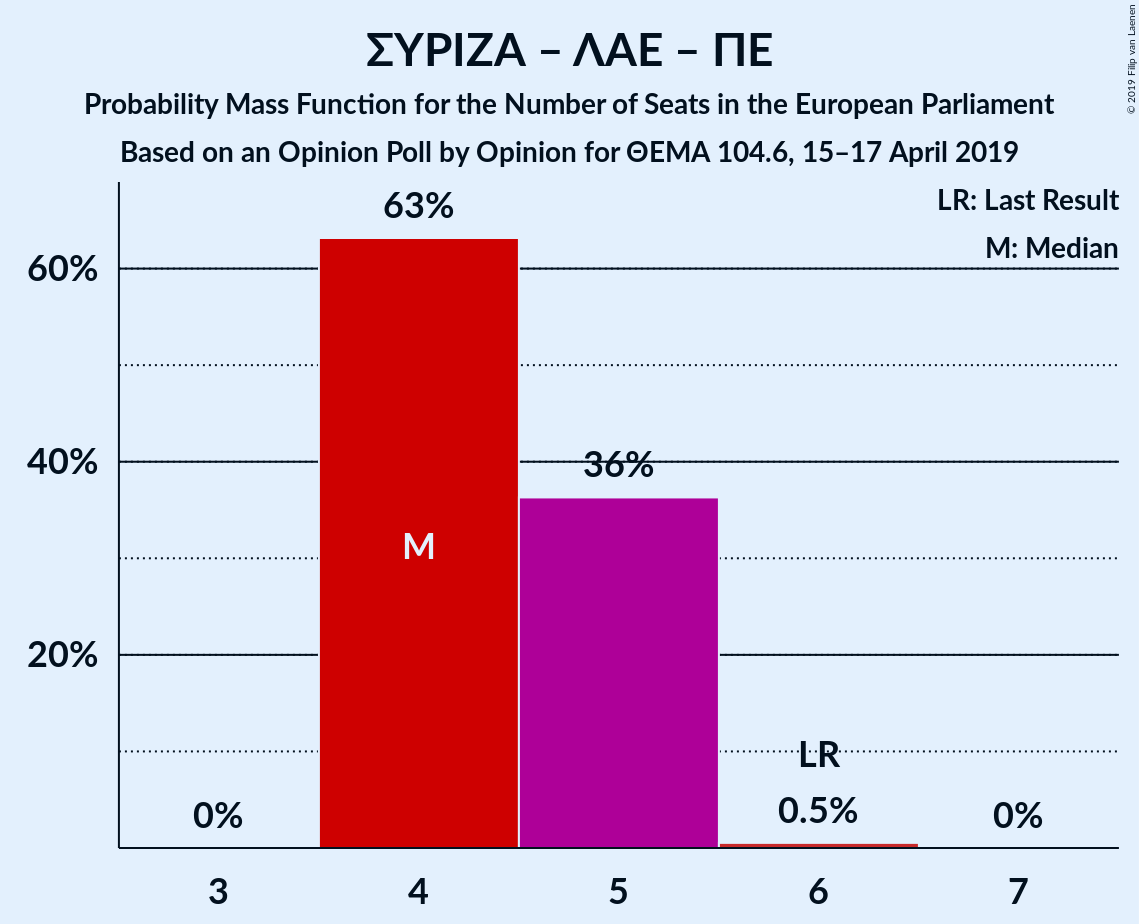 ΣΥΡΙΖΑ – ΛΑΕ – ΠΕ
Probability Mass Function for the Number of Seats in the European Parliament
Based on an Opinion Poll by Opinion for ΘΕΜΑ 104.6, 15–17 April 2019
© 2019 Filip van Laenen
LR: Last Result
M: Median
63%
60%
40%
36%
M
20%
LR
0%
0.5%
0%
3 4 5 6 7